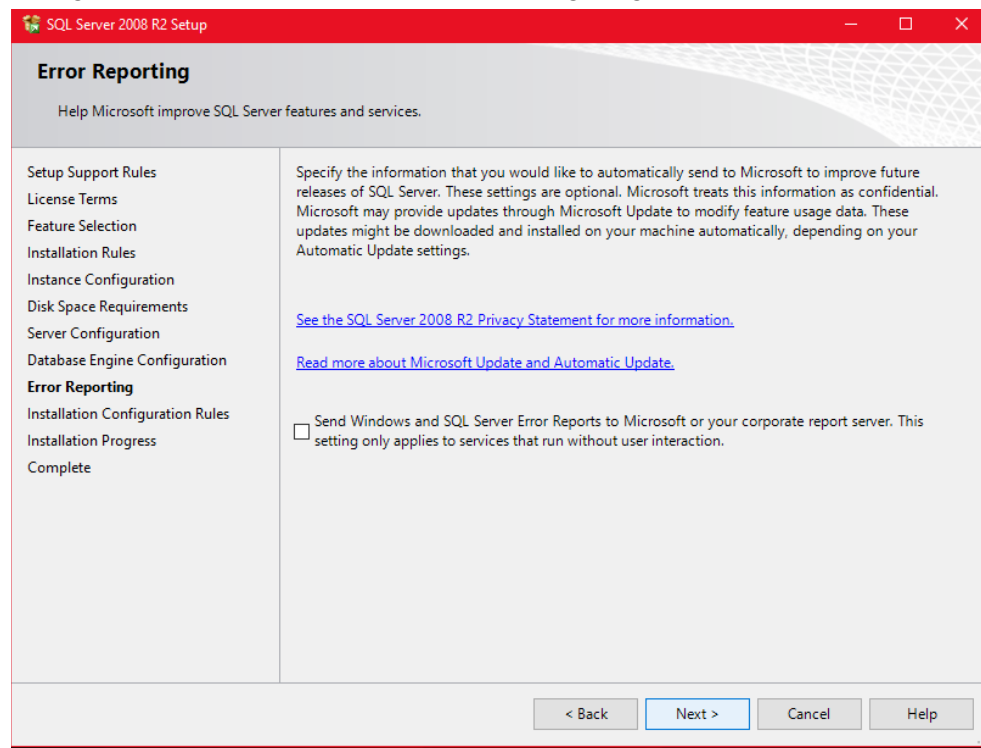 SQL Server 2008 R2 Setup
Error Reporting
Help Microsoft improve SQL Server features and services.
Setup Support Rules
License Terms
Feature Selection
Installation Rules
Instance Configuration
Disk Space Requirements
Server Configuration
Database Engine Configuration
Error Reporting
Installation Configuration Rules
Installation Progress
Complete
Specify the information that you would like to automatically send to Microsoft to improve future
releases of SQL Server. These settings are optional. Microsoft treats this information as confidential.
Microsoft may provide updates through Microsoft Update to modify feature usage data. These
updates might be downloaded and installed on your machine automatically, depending on your
Automatic Update settings.
See the SQL Server 2008 R2 Privacy Statement for more information.
Read more about Microsoft Update and Automatic Update.
Send Windows and SQL Server Error Reports to Microsoft or your corporate report server. This
setting only applies to services that run without user interaction.
< Back
Next >
Cancel
Help